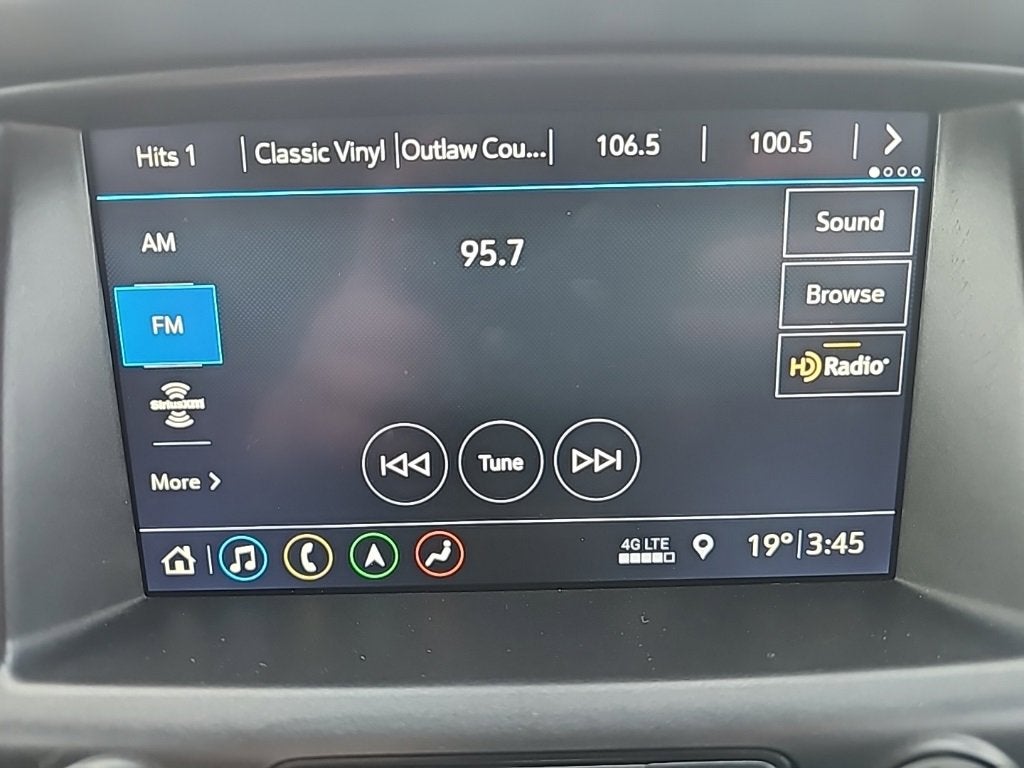 Hits 1 Classic Vinyl Outlaw Cou... 106.5 100.5
AM
95.7
Sound
FM
Browse
HD Radio
SiriusXM
More
Tune
4G LTE 19° 3:45